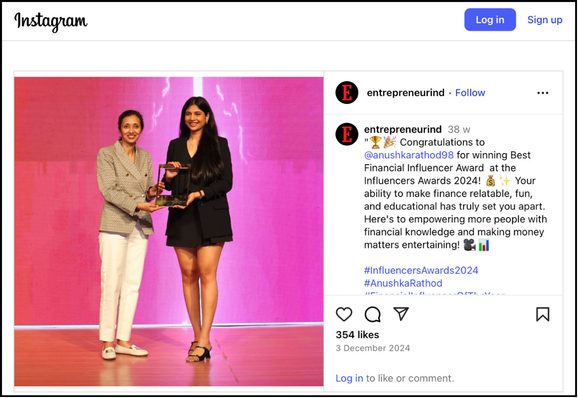 Instagram
Log in
Sign up
entrepreneurind · Follow
entrepreneurind 38 w
"🏆🎉 Congratulations to
@anushkarathod98 for winning Best
Financial Influencer Award at the
Influencers Awards 2024! 💰✨ Your
ability to make finance relatable, fun,
and educational has truly set you apart.
Here's to empowering more people with
financial knowledge and making money
matters entertaining! 🎥📊
#InfluencersAwards2024
#AnushkaRathod
#FinancialInfluencerOfTheYear
354 likes
3 December 2024
Log in to like or comment.